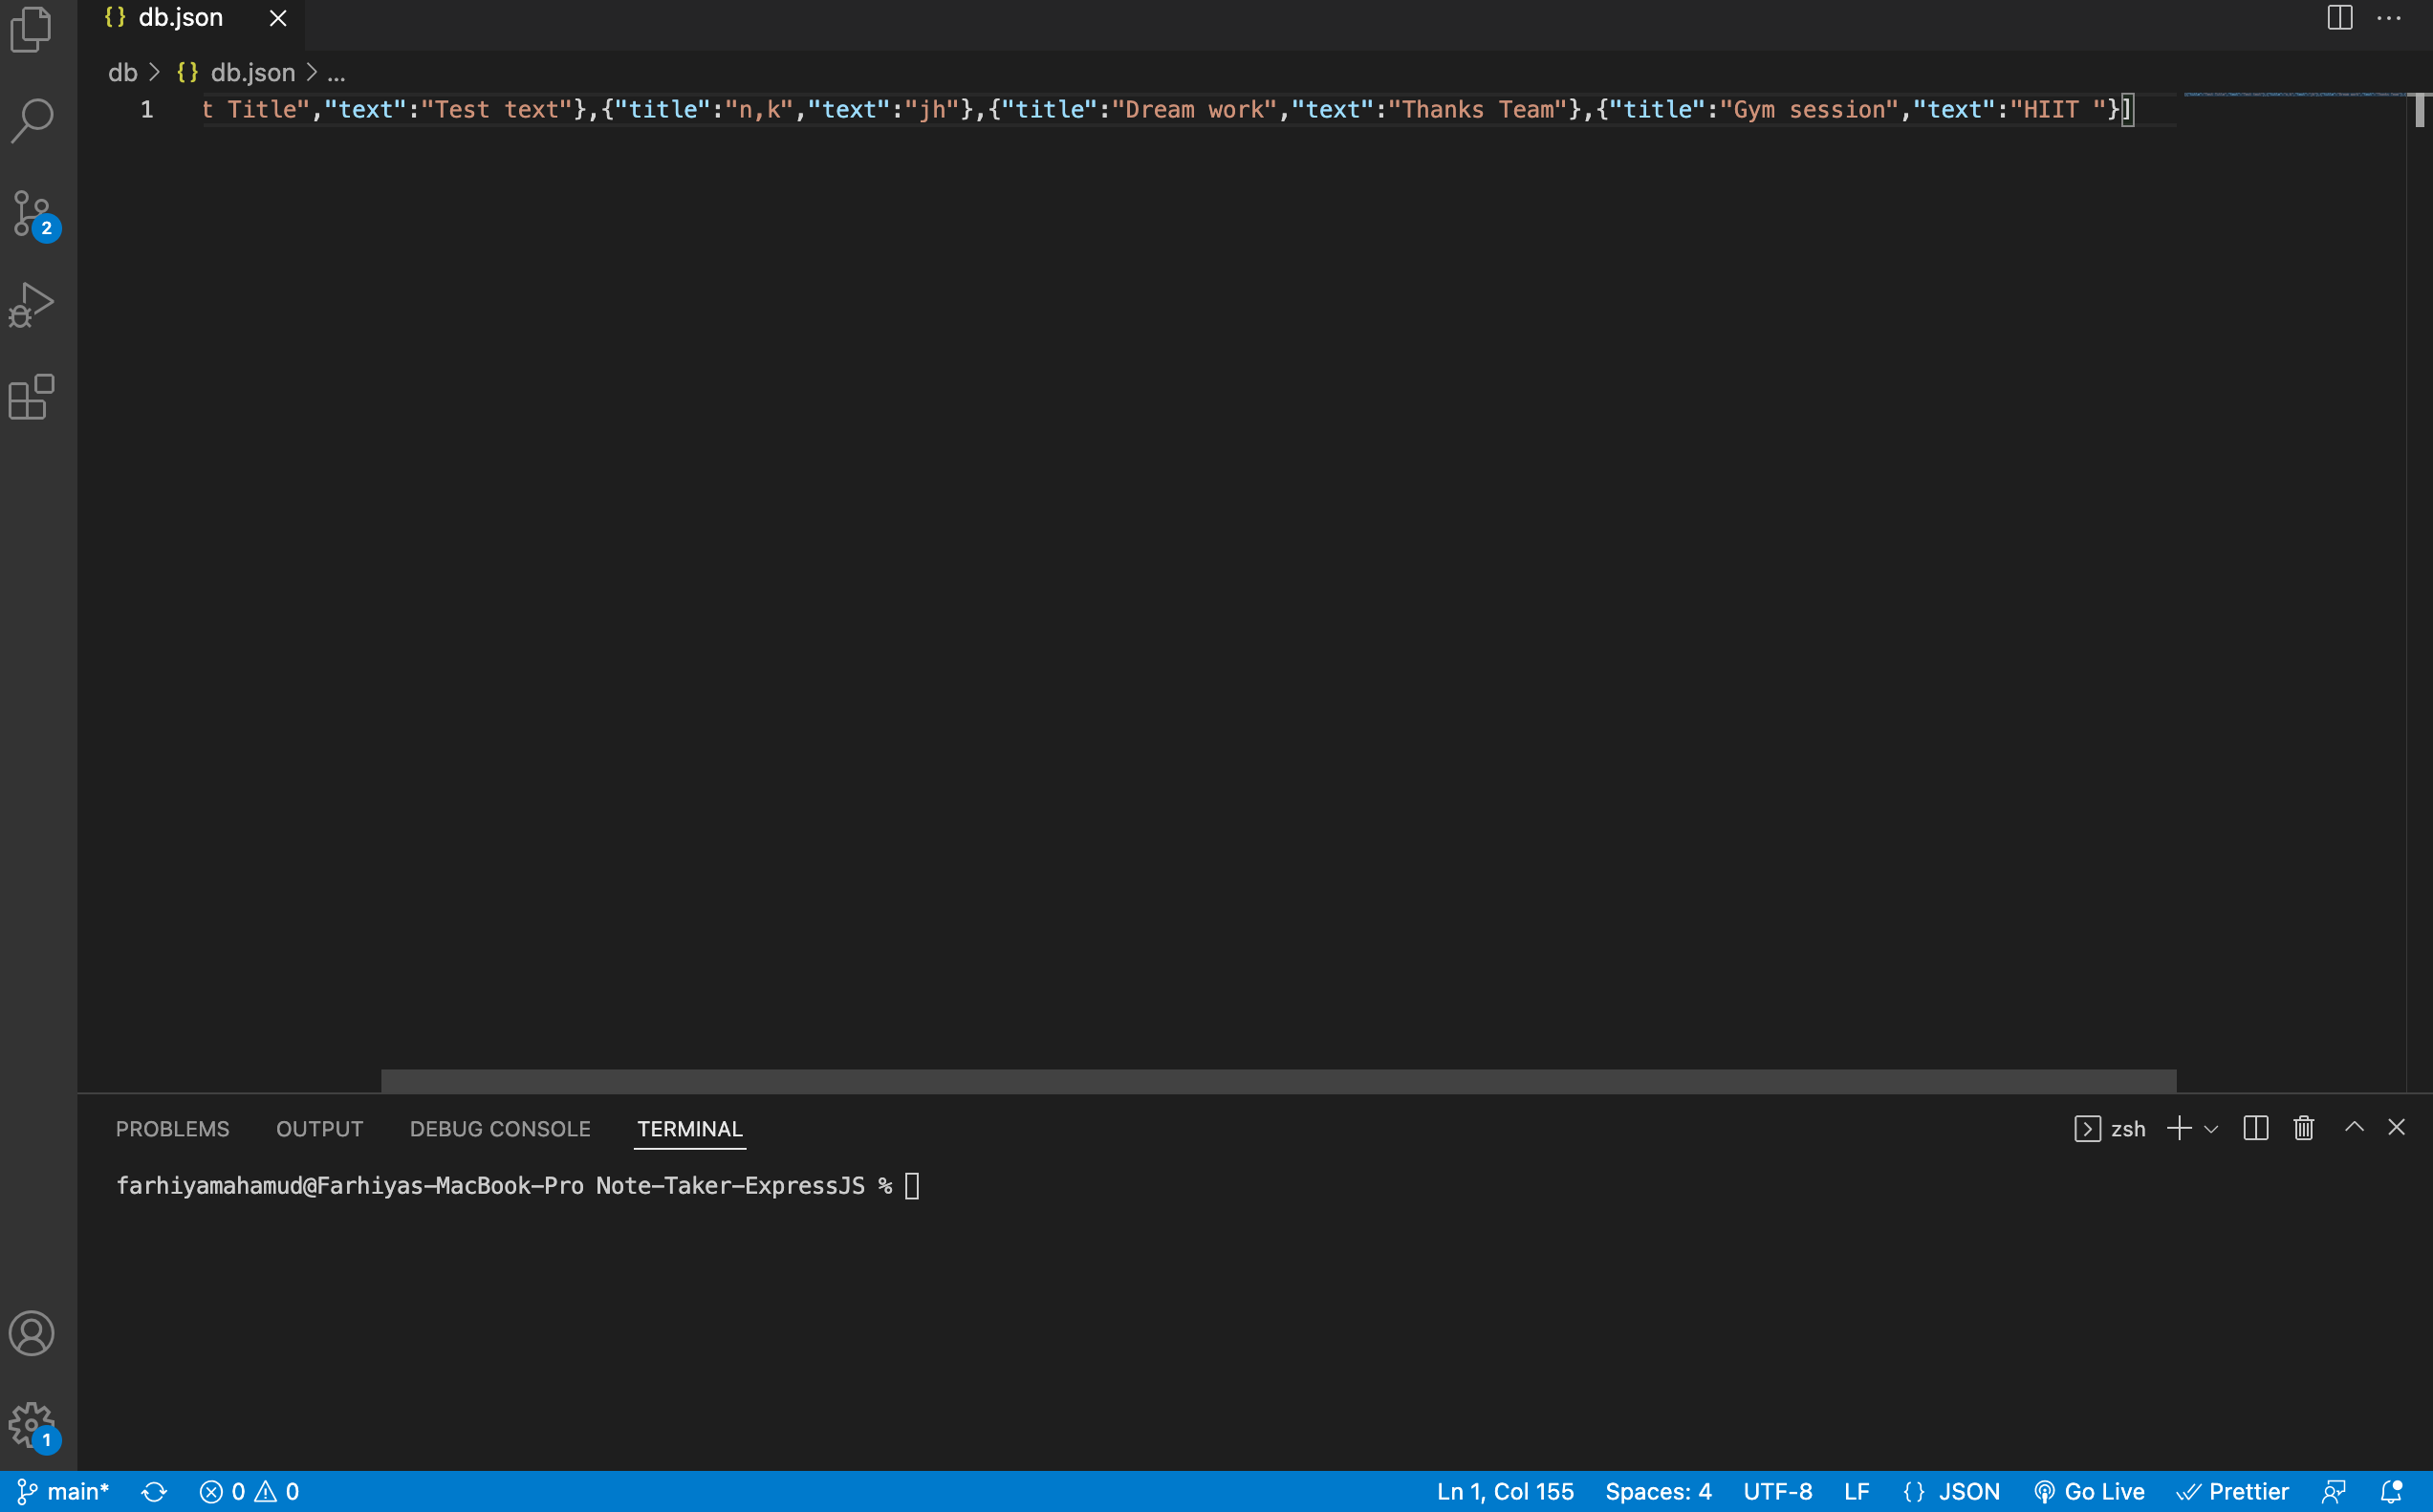 {} db.json
db > {} db.json > ...
1 t Title","text":"Test text"},{"title":"n,k","text":"jh"},{"title":"Dream work","text":"Thanks Team"},{"title":"Gym session","text":"HIIT "}]
2
PROBLEMS OUTPUT DEBUG CONSOLE TERMINAL zsh
farhiyamahamud@Farhiyas-MacBook-Pro Note-Taker-ExpressJS %
1
main* 0 0 Ln 1, Col 155 Spaces: 4 UTF-8 LF {} JSON Go Live Prettier